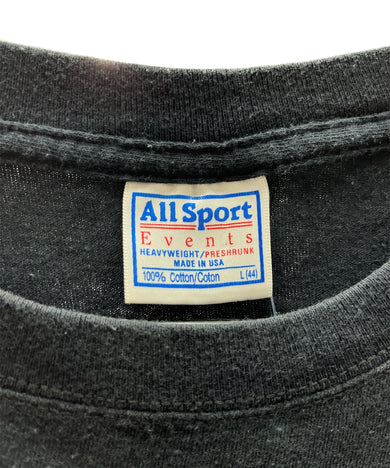 All Sport
Events
HEAVYWEIGHT/PRESHRUNK
MADE IN USA
100% Cotton/Coton L (44)